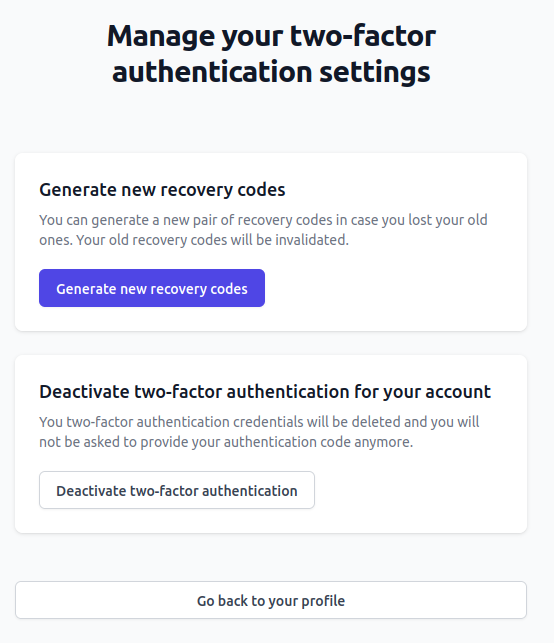 Manage your two-factor
authentication settings
Generate new recovery codes
You can generate a new pair of recovery codes in case you lost your old
ones. Your old recovery codes will be invalidated.
Generate new recovery codes
Deactivate two-factor authentication for your account
You two-factor authentication credentials will be deleted and you will
not be asked to provide your authentication code anymore.
Deactivate two-factor authentication
Go back to your profile